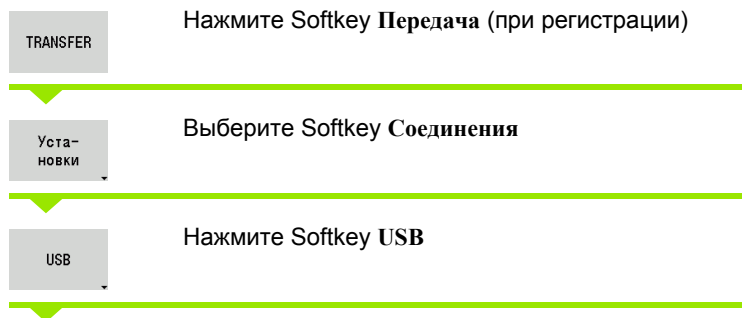 TRANSFER
Нажмите Softkey Передача (при регистрации)
Уста-
новки
Выберите Softkey Соединения
USB
Нажмите Softkey USB